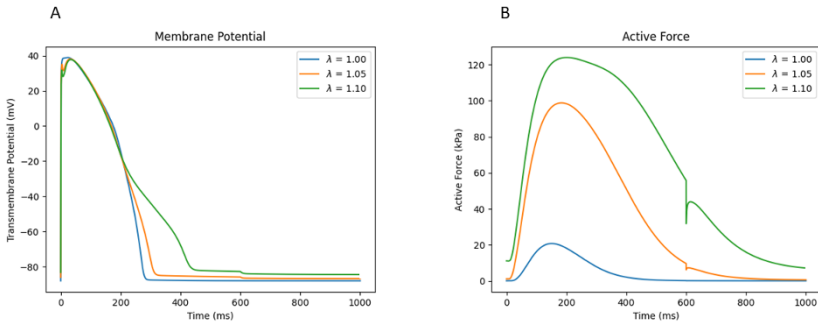 A
Membrane Potential
λ = 1.00
λ = 1.05
λ = 1.10
Transmembrane Potential (mV)
40
20
0
−20
−40
−60
−80
0
200
400
600
800
1000
Time (ms)
B
Active Force
λ = 1.00
λ = 1.05
λ = 1.10
Active Force (kPa)
120
100
80
60
40
20
0
0
200
400
600
800
1000
Time (ms)